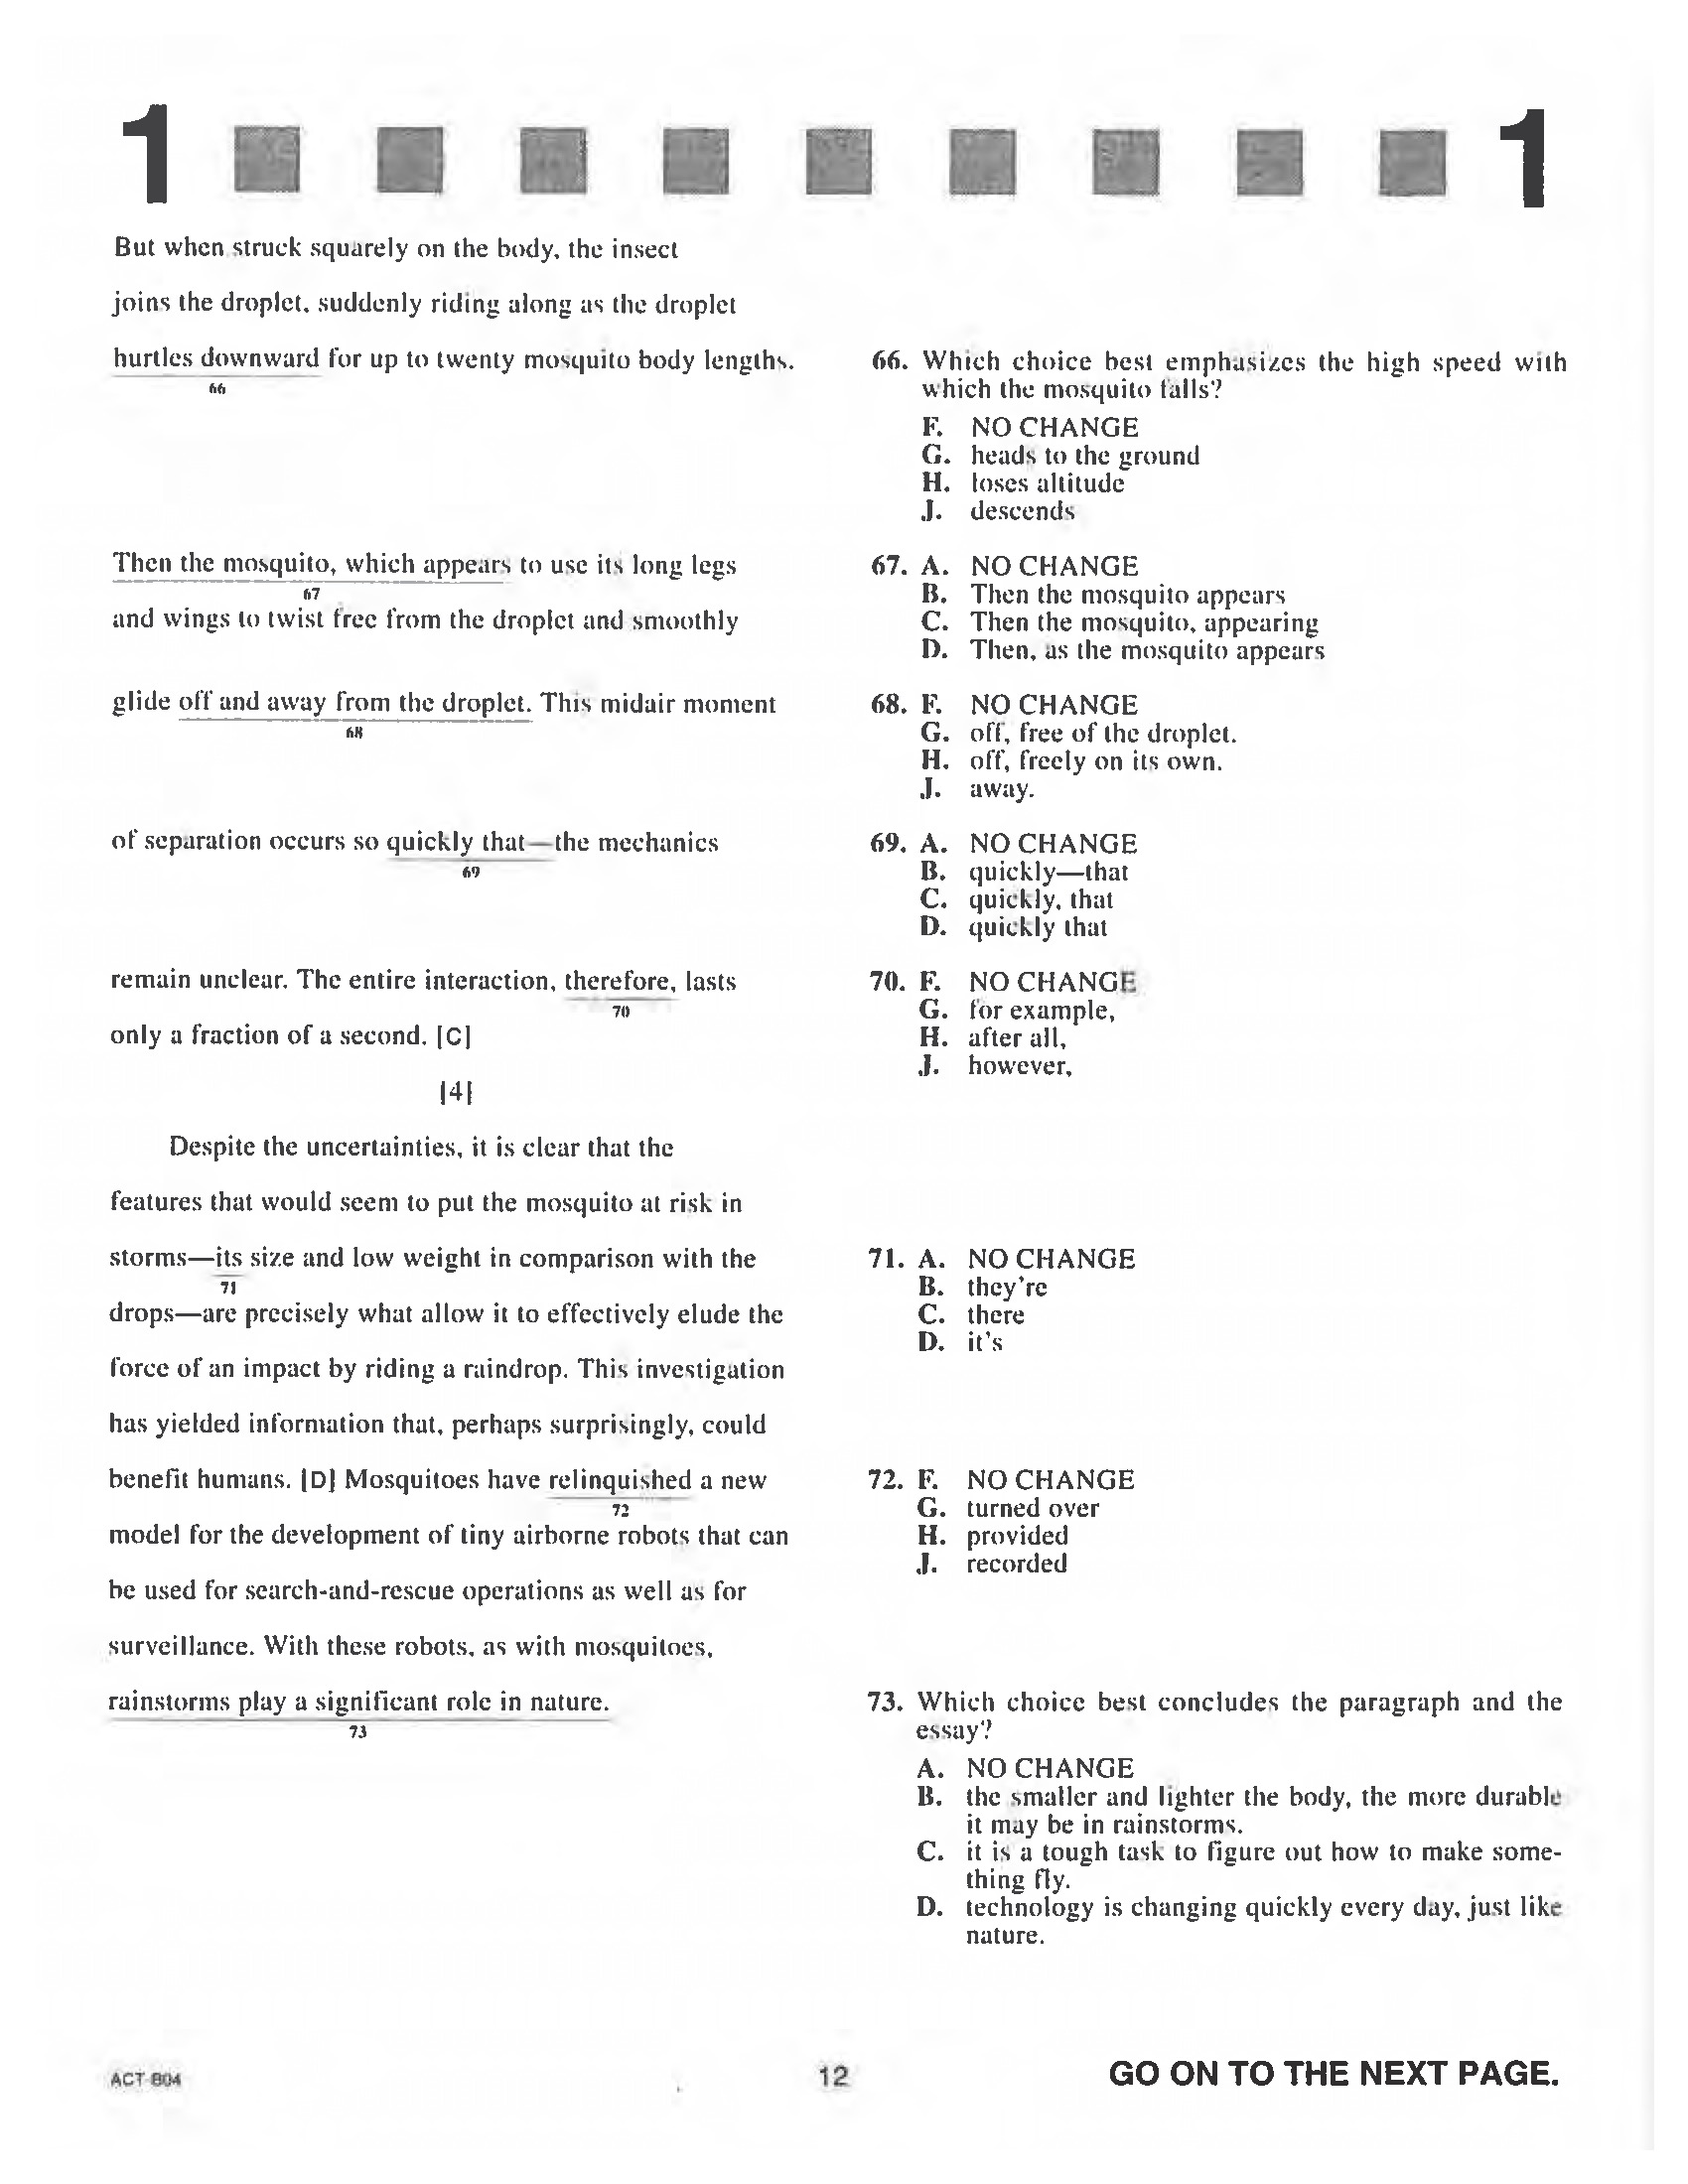 1 1
But when struck squarely on the body, the insect
joins the droplet, suddenly riding along as the droplet
hurtles downward for up to twenty mosquito body lengths.
66
Then the mosquito, which appears to use its long legs
67
and wings to twist free from the droplet and smoothly
glide off and away from the droplet. This midair moment
68
of separation occurs so quickly that—the mechanics
69
remain unclear. The entire interaction, therefore, lasts
70
only a fraction of a second. [C]
[4]
Despite the uncertainties, it is clear that the
features that would seem to put the mosquito at risk in
storms—its size and low weight in comparison with the
71
drops—are precisely what allow it to effectively elude the
force of an impact by riding a raindrop. This investigation
has yielded information that, perhaps surprisingly, could
benefit humans. [D] Mosquitoes have relinquished a new
72
model for the development of tiny airborne robots that can
be used for search-and-rescue operations as well as for
surveillance. With these robots, as with mosquitoes,
rainstorms play a significant role in nature.
73
66. Which choice best emphasizes the high speed with
which the mosquito falls?
F. NO CHANGE
G. heads to the ground
H. loses altitude
J. descends
67. A. NO CHANGE
B. Then the mosquito appears
C. Then the mosquito, appearing
D. Then, as the mosquito appears
68. F. NO CHANGE
G. off, free of the droplet.
H. off, freely on its own.
J. away.
69. A. NO CHANGE
B. quickly—that
C. quickly, that
D. quickly that
70. F. NO CHANGE
G. for example,
H. after all,
J. however,
71. A. NO CHANGE
B. they're
C. there
D. it's
72. F. NO CHANGE
G. turned over
H. provided
J. recorded
73. Which choice best concludes the paragraph and the
essay?
A. NO CHANGE
B. the smaller and lighter the body, the more durable
it may be in rainstorms.
C. it is a tough task to figure out how to make some-
thing fly.
D. technology is changing quickly every day, just like
nature.
ACT-B04
12
GO ON TO THE NEXT PAGE.